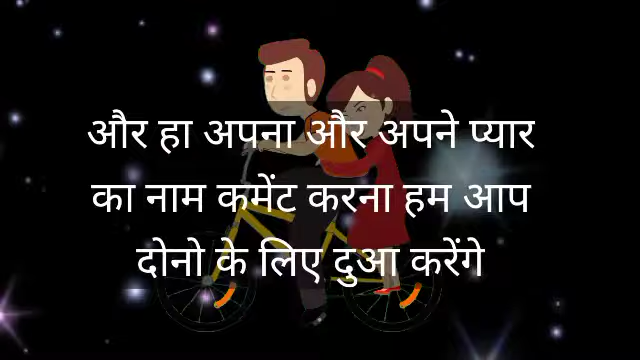 और हा अपना और अपने प्यार
का नाम कमेंट करना हम आप
दोनो के लिए दुआ करेंगे